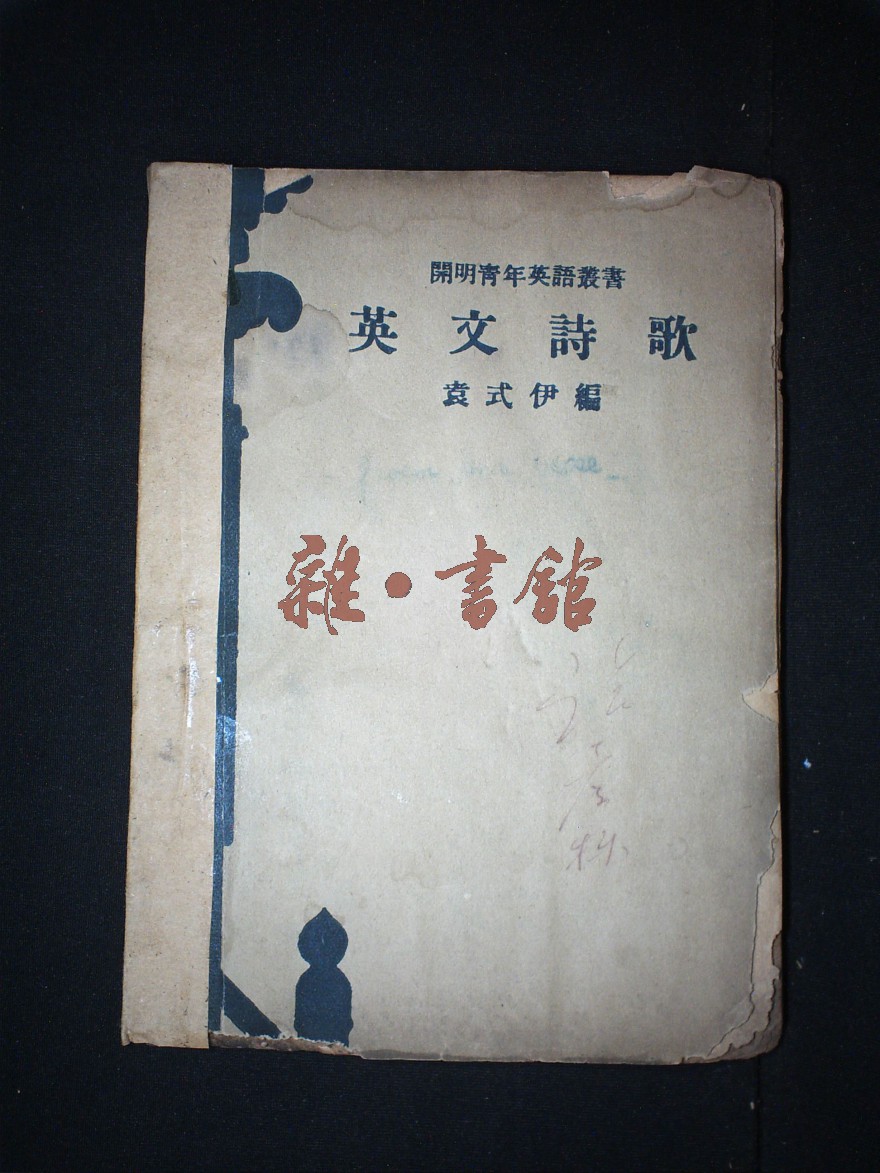 開明青年英語叢書
英文詩歌
袁式伊編
雜·書館